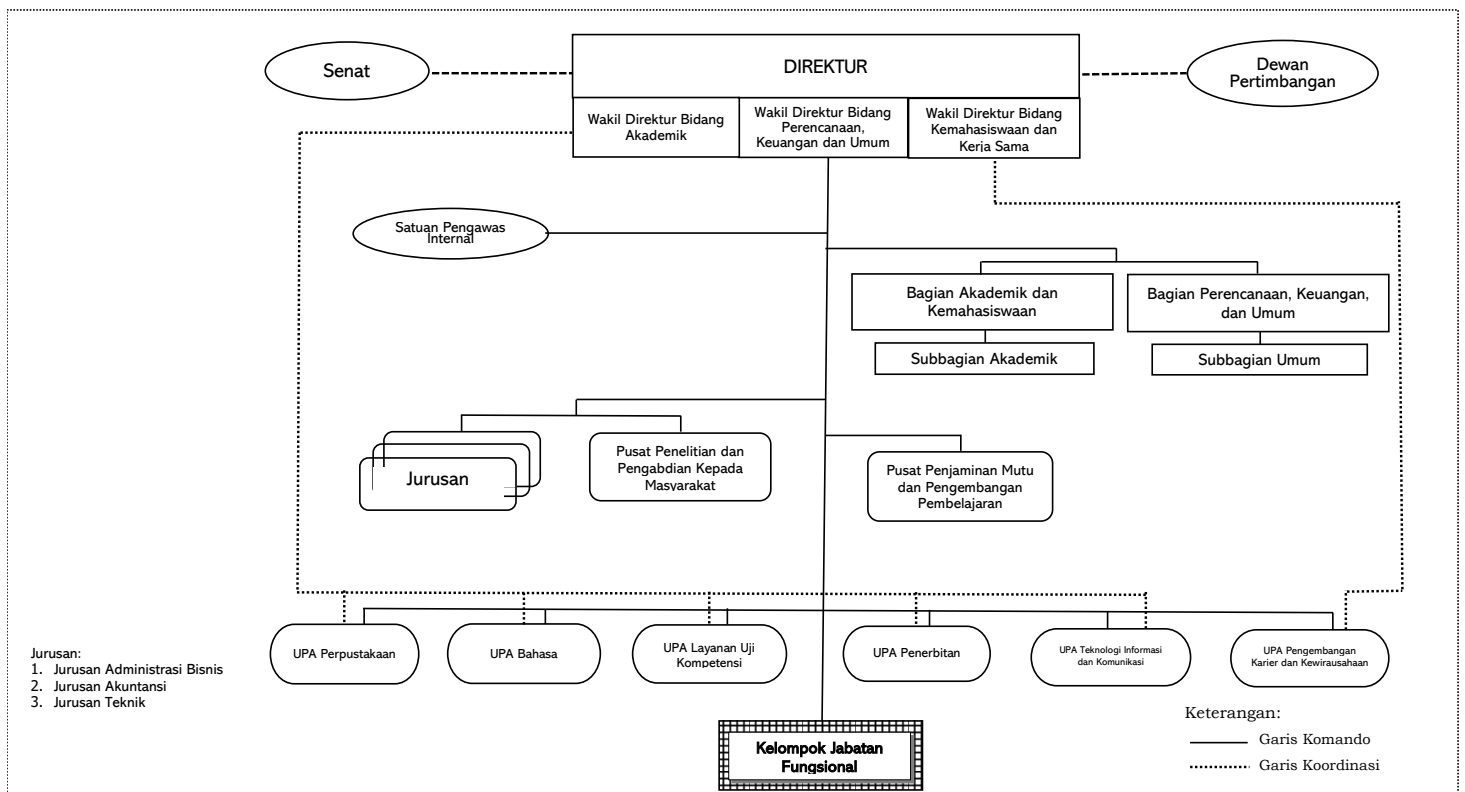 Senat
DIREKTUR
Dewan
Pertimbangan
Wakil Direktur Bidang
Akademik
Wakil Direktur Bidang
Perencanaan,
Keuangan dan Umum
Wakil Direktur Bidang
Kemahasiswaan dan
Kerja Sama
Satuan Pengawas
Internal
Bagian Akademik dan
Kemahasiswaan
Bagian Perencanaan, Keuangan,
dan Umum
Subbagian Akademik
Subbagian Umum
Jurusan
Pusat Penelitian dan
Pengabdian Kepada
Masyarakat
Pusat Penjaminan Mutu
dan Pengembangan
Pembelajaran
UPA Perpustakaan
UPA Bahasa
UPA Layanan Uji
Kompetensi
UPA Penerbitan
UPA Teknologi Informasi
dan Komunikasi
UPA Pengembangan
Karier dan Kewirausahaan
Jurusan:
1. Jurusan Administrasi Bisnis
2. Jurusan Akuntansi
3. Jurusan Teknik
Kelompok Jabatan
Fungsional
Keterangan:
Garis Komando
Garis Koordinasi